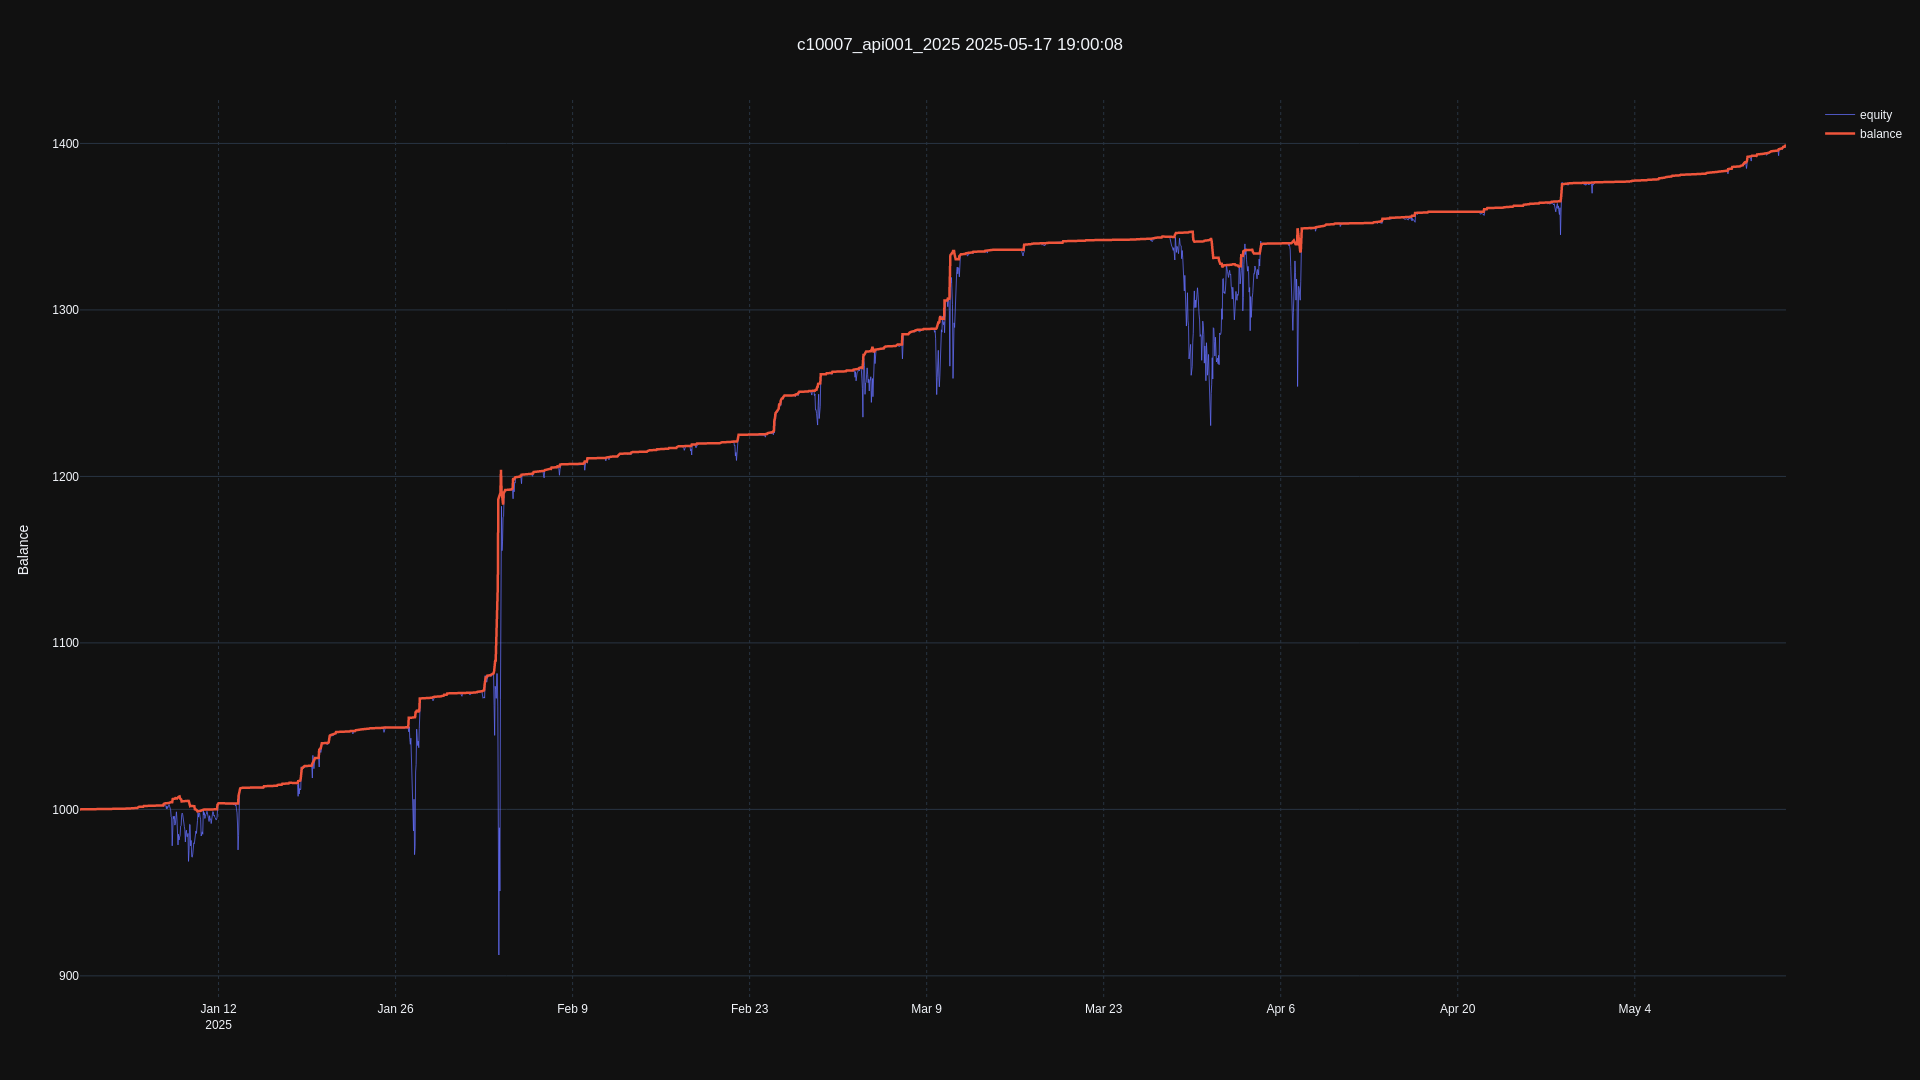 c10007_api001_2025 2025-05-17 19:00:08
equity
balance
1400
1300
1200
1100
1000
900
Balance
Jan 12
2025
Jan 26
Feb 9
Feb 23
Mar 9
Mar 23
Apr 6
Apr 20
May 4